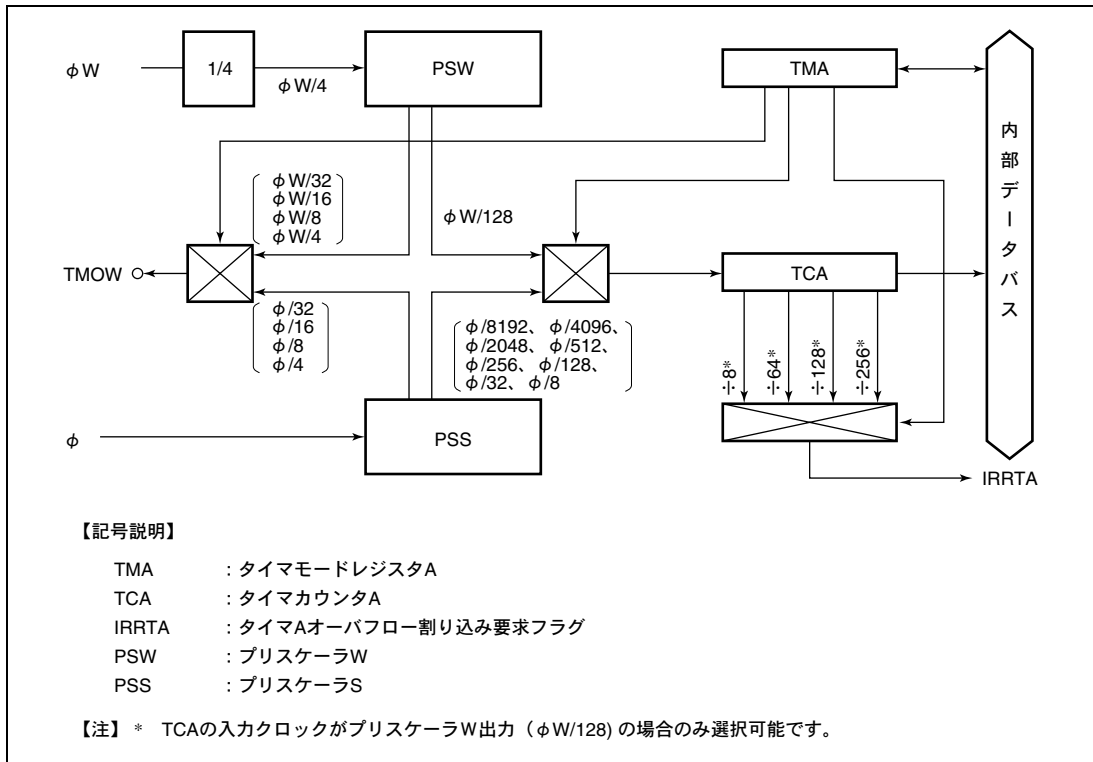 φW
1/4
φW/4
PSW
TMA
内部データバス
φW/32
φW/16
φW/8
φW/4
φW/128
TMOW
TCA
φ/32
φ/16
φ/8
φ/4
φ/8192、 φ/4096、
φ/2048、 φ/512、
φ/256、 φ/128、
φ/32、 φ/8
÷8*
÷64*
÷128*
÷256*
φ
PSS
IRRTA
【記号説明】
TMA : タイマモードレジスタA
TCA : タイマカウンタA
IRRTA : タイマAオーバフロー割り込み要求フラグ
PSW : プリスケーラW
PSS : プリスケーラS
【注】 * TCAの入力クロックがプリスケーラW出力（φW/128) の場合のみ選択可能です。